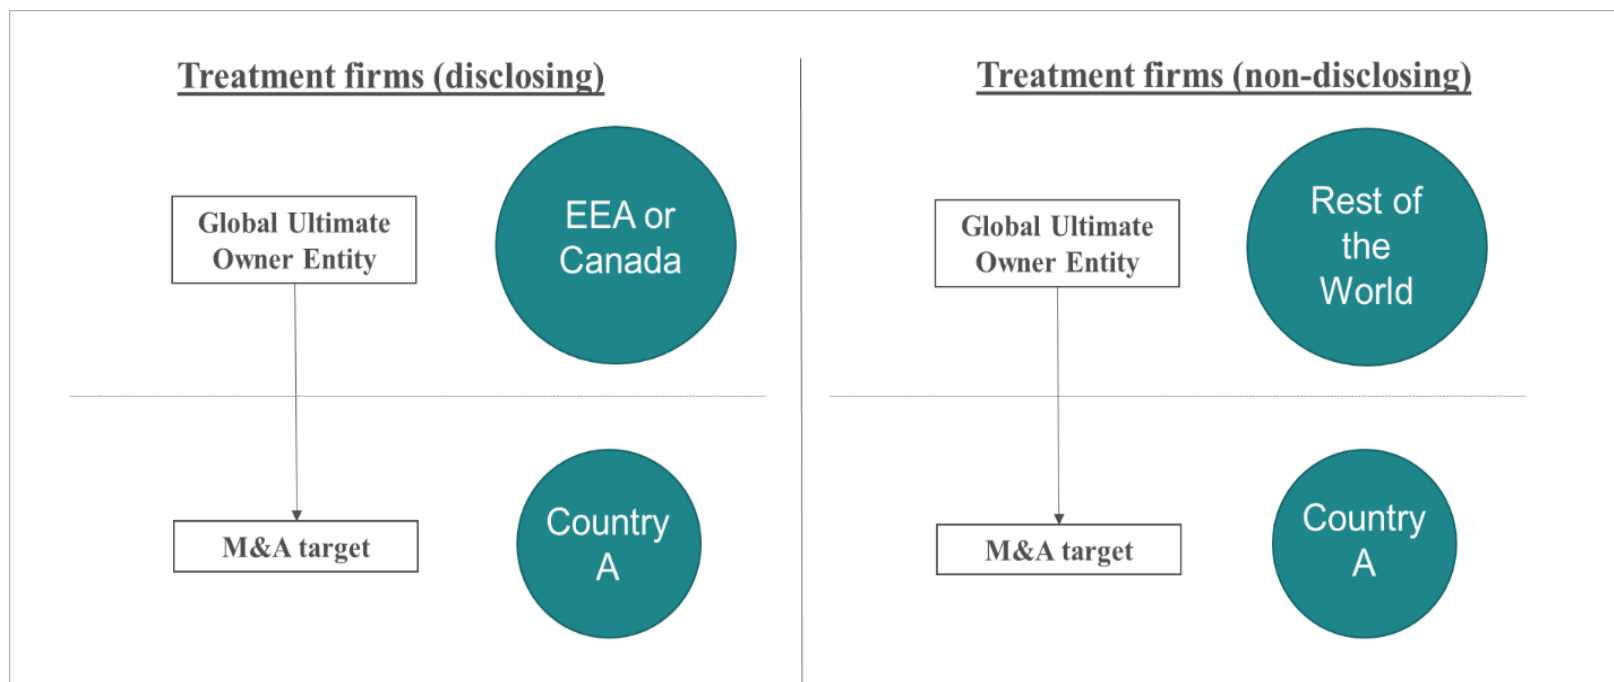 Treatment firms (disclosing)
Global Ultimate
Owner Entity
EEA or
Canada
M&A target
Country
A
Treatment firms (non-disclosing)
Global Ultimate
Owner Entity
Rest of
the
World
M&A target
Country
A